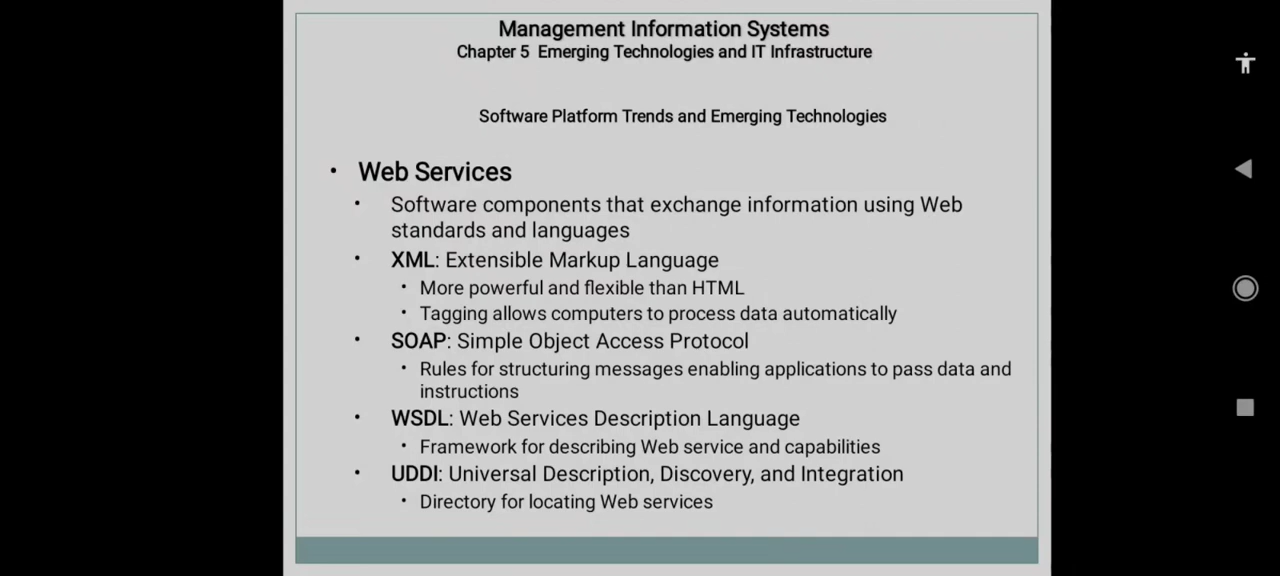 Management Information Systems
Chapter 5 Emerging Technologies and IT Infrastructure
Software Platform Trends and Emerging Technologies
• Web Services
• Software components that exchange information using Web
standards and languages
• XML: Extensible Markup Language
• More powerful and flexible than HTML
• Tagging allows computers to process data automatically
• SOAP: Simple Object Access Protocol
• Rules for structuring messages enabling applications to pass data and
instructions
• WSDL: Web Services Description Language
• Framework for describing Web service and capabilities
• UDDI: Universal Description, Discovery, and Integration
• Directory for locating Web services